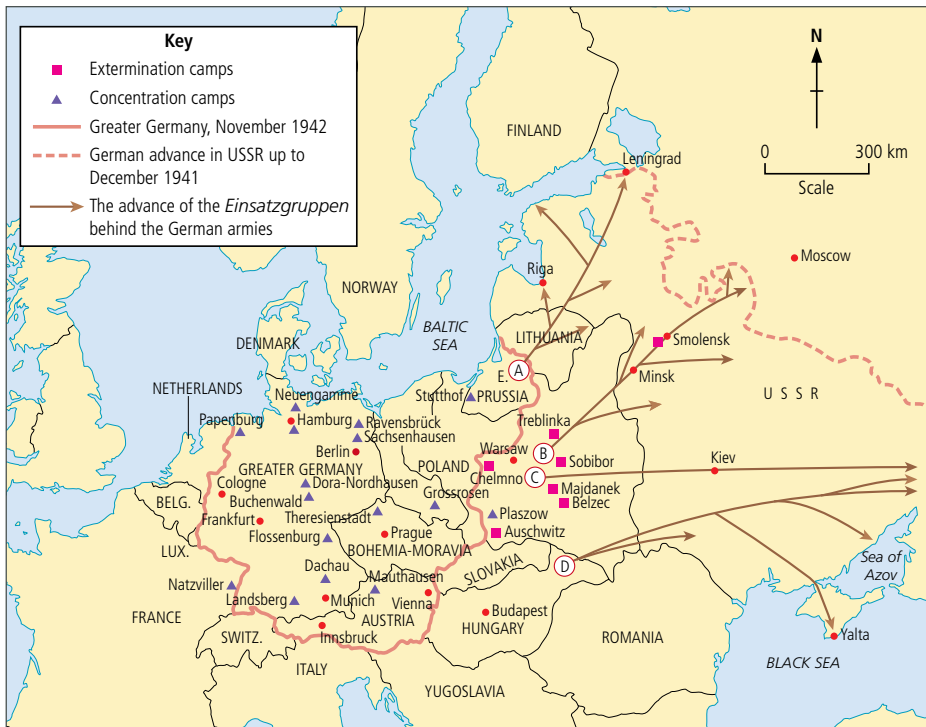 Key
Extermination camps
Concentration camps
Greater Germany, November 1942
German advance in USSR up to
December 1941
The advance of the Einsatzgruppen
behind the German armies
N
0 300 km
Scale
FINLAND
Leningrad
Moscow
NORWAY
Riga
BALTIC
SEA
LITHUANIA
Smolensk
DENMARK
A
E.
PRUSSIA
Minsk
USSR
NETHERLANDS
Neuengamme
Stutthof
Papenburg
Hamburg
Ravensbrück
Sachsenhausen
Treblinka
Berlin
Warsaw
B
Sobibor
Kiev
GREATER GERMANY
POLAND
Chelmno
C
Cologne
Dora-Nordhausen
Majdanek
BELG.
Buchenwald
Grossrosen
Belzec
Frankfurt
Theresienstadt
Plaszow
Flossenburg
Prague
Auschwitz
LUX.
BOHEMIA-MORAVIA
SLOVAKIA
D
Sea of
Azov
Dachau
Mauthausen
Natzviller
Landsberg
Munich
Vienna
Budapest
FRANCE
AUSTRIA
HUNGARY
SWITZ.
Innsbruck
ROMANIA
Yalta
ITALY
BLACK SEA
YUGOSLAVIA